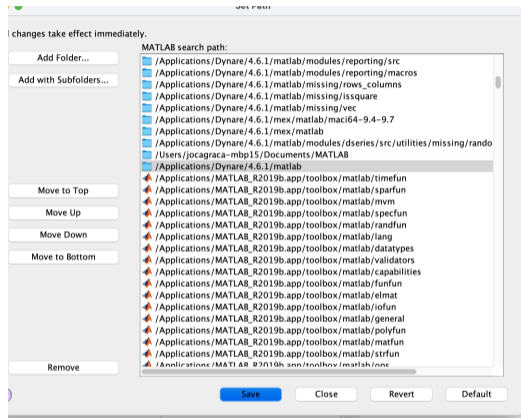 Set Path
changes take effect immediately.
MATLAB search path:
Add Folder...
Add with Subfolders...
Move to Top
Move Up
Move Down
Move to Bottom
Remove
/Applications/Dynare/4.6.1/matlab/modules/reporting/src
/Applications/Dynare/4.6.1/matlab/modules/reporting/macros
/Applications/Dynare/4.6.1/matlab/missing/rows_columns
/Applications/Dynare/4.6.1/matlab/missing/issquare
/Applications/Dynare/4.6.1/matlab/missing/vec
/Applications/Dynare/4.6.1/mex/matlab/maci64-9.4-9.7
/Applications/Dynare/4.6.1/mex/matlab
/Applications/Dynare/4.6.1/matlab/modules/dseries/src/utilities/missing/rando
/Users/jocagraca-mbp15/Documents/MATLAB
/Applications/Dynare/4.6.1/matlab
/Applications/MATLAB_R2019b.app/toolbox/matlab/timefun
/Applications/MATLAB_R2019b.app/toolbox/matlab/sparfun
/Applications/MATLAB_R2019b.app/toolbox/matlab/mvm
/Applications/MATLAB_R2019b.app/toolbox/matlab/specfun
/Applications/MATLAB_R2019b.app/toolbox/matlab/randfun
/Applications/MATLAB_R2019b.app/toolbox/matlab/lang
/Applications/MATLAB_R2019b.app/toolbox/matlab/datatypes
/Applications/MATLAB_R2019b.app/toolbox/matlab/validators
/Applications/MATLAB_R2019b.app/toolbox/matlab/capabilities
/Applications/MATLAB_R2019b.app/toolbox/matlab/funfun
/Applications/MATLAB_R2019b.app/toolbox/matlab/elmat
/Applications/MATLAB_R2019b.app/toolbox/matlab/iofun
/Applications/MATLAB_R2019b.app/toolbox/matlab/general
/Applications/MATLAB_R2019b.app/toolbox/matlab/polyfun
/Applications/MATLAB_R2019b.app/toolbox/matlab/matfun
/Applications/MATLAB_R2019b.app/toolbox/matlab/strfun
/Applications/MATLAB_R2019b.app/toolbox/matlab/ops
Save
Close
Revert
Default